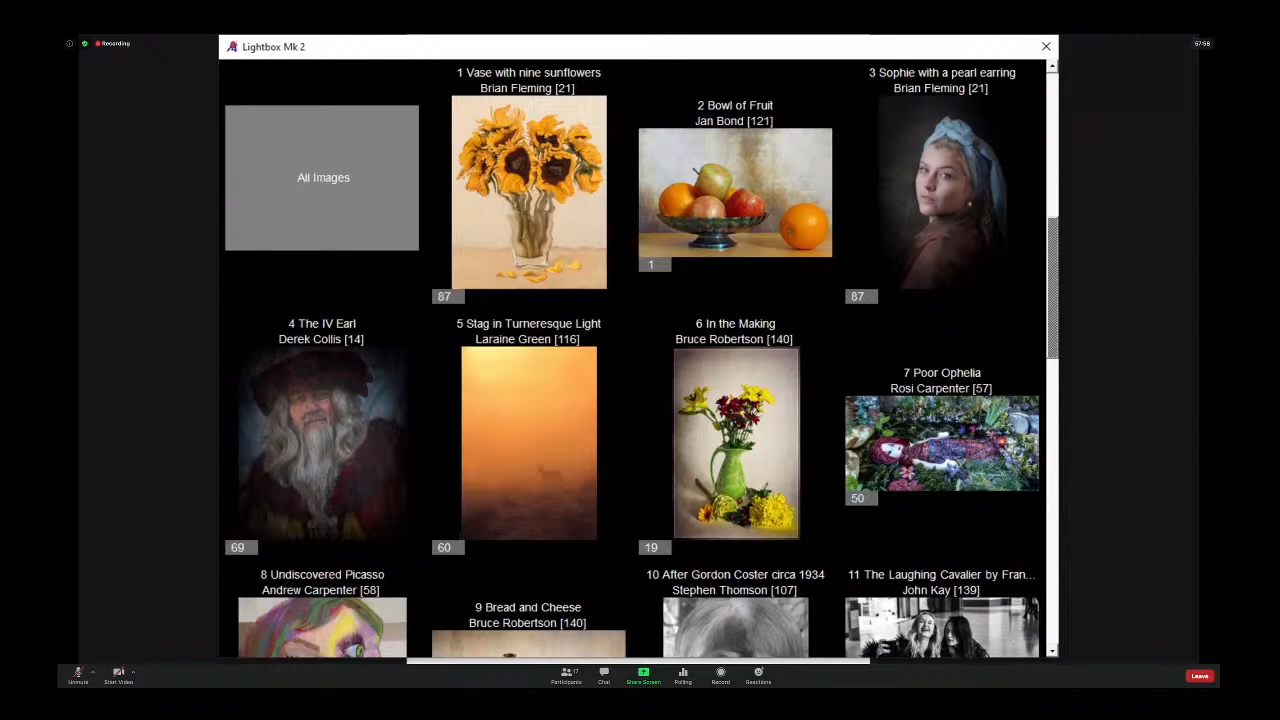 Recording
57:58
Lightbox Mk 2
All Images
1 Vase with nine sunflowers
Brian Fleming [21]
87
2 Bowl of Fruit
Jan Bond [121]
1
3 Sophie with a pearl earring
Brian Fleming [21]
87
4 The IV Earl
Derek Collis [14]
69
5 Stag in Turneresque Light
Laraine Green [116]
60
6 In the Making
Bruce Robertson [140]
19
7 Poor Ophelia
Rosi Carpenter [57]
50
8 Undiscovered Picasso
Andrew Carpenter [58]
9 Bread and Cheese
Bruce Robertson [140]
10 After Gordon Coster circa 1934
Stephen Thomson [107]
11 The Laughing Cavalier by Fran...
John Kay [139]
Unmute
Start Video
17
Participants
Chat
Share Screen
Polling
Record
Reactions
Leave